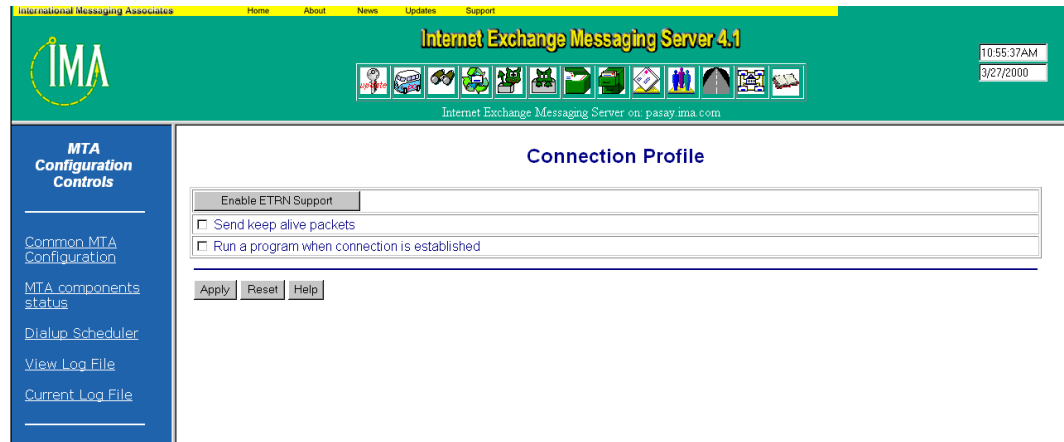 International Messaging Associates Home About News Updates Support
IMA
Internet Exchange Messaging Server 4.1
10:55:37AM
3/27/2000
update
Internet Exchange Messaging Server on: pasay.ima.com
MTA
Configuration
Controls
Common MTA
Configuration
MTA components
status
Dialup Scheduler
View Log File
Current Log File
Connection Profile
Enable ETRN Support
Send keep alive packets
Run a program when connection is established
Apply Reset Help